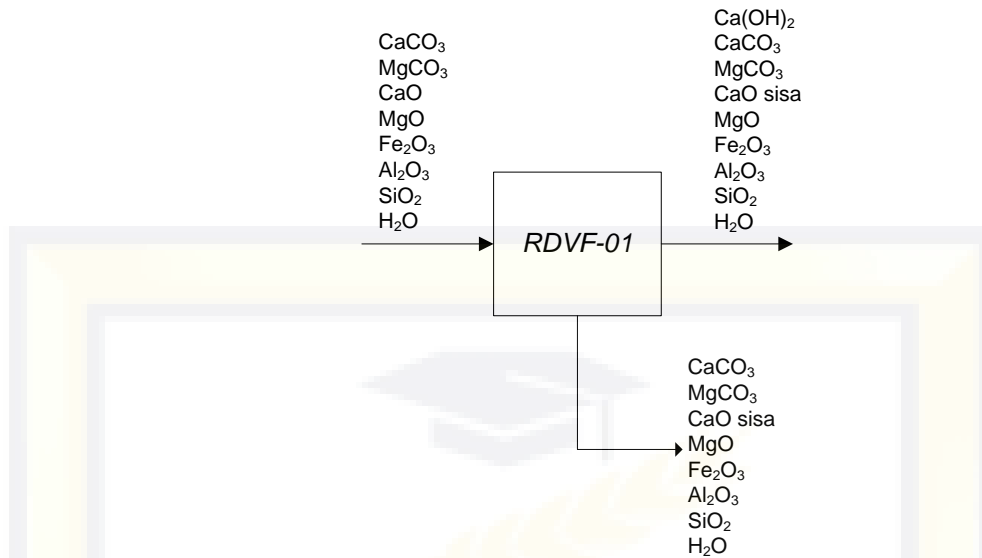 CaCO₃
MgCO₃
CaO
MgO
Fe₂O₃
Al₂O₃
SiO₂
H₂O
RDVF-01
Ca(OH)₂
CaCO₃
MgCO₃
CaO sisa
MgO
Fe₂O₃
Al₂O₃
SiO₂
H₂O
CaCO₃
MgCO₃
CaO sisa
MgO
Fe₂O₃
Al₂O₃
SiO₂
H₂O